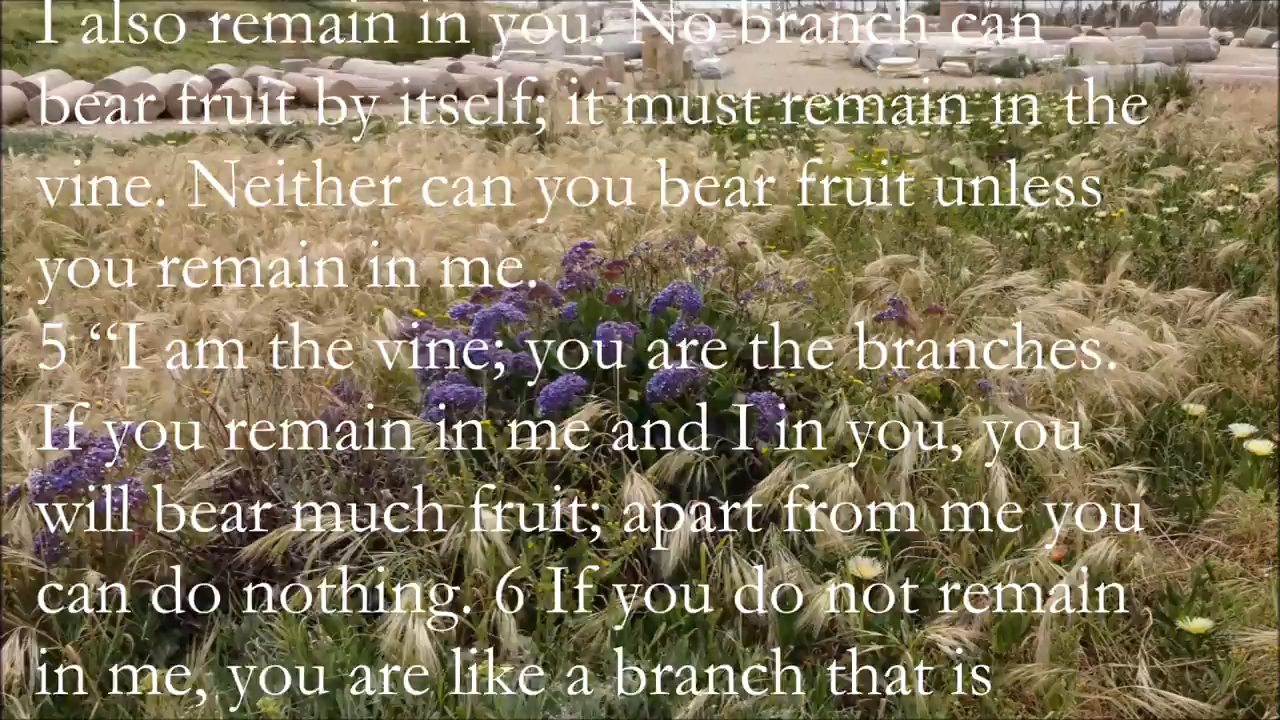 I also remain in you. No branch can
bear fruit by itself; it must remain in the
vine. Neither can you bear fruit unless
you remain in me.
5 “I am the vine; you are the branches.
If you remain in me and I in you, you
will bear much fruit; apart from me you
can do nothing. 6 If you do not remain
in me, you are like a branch that is